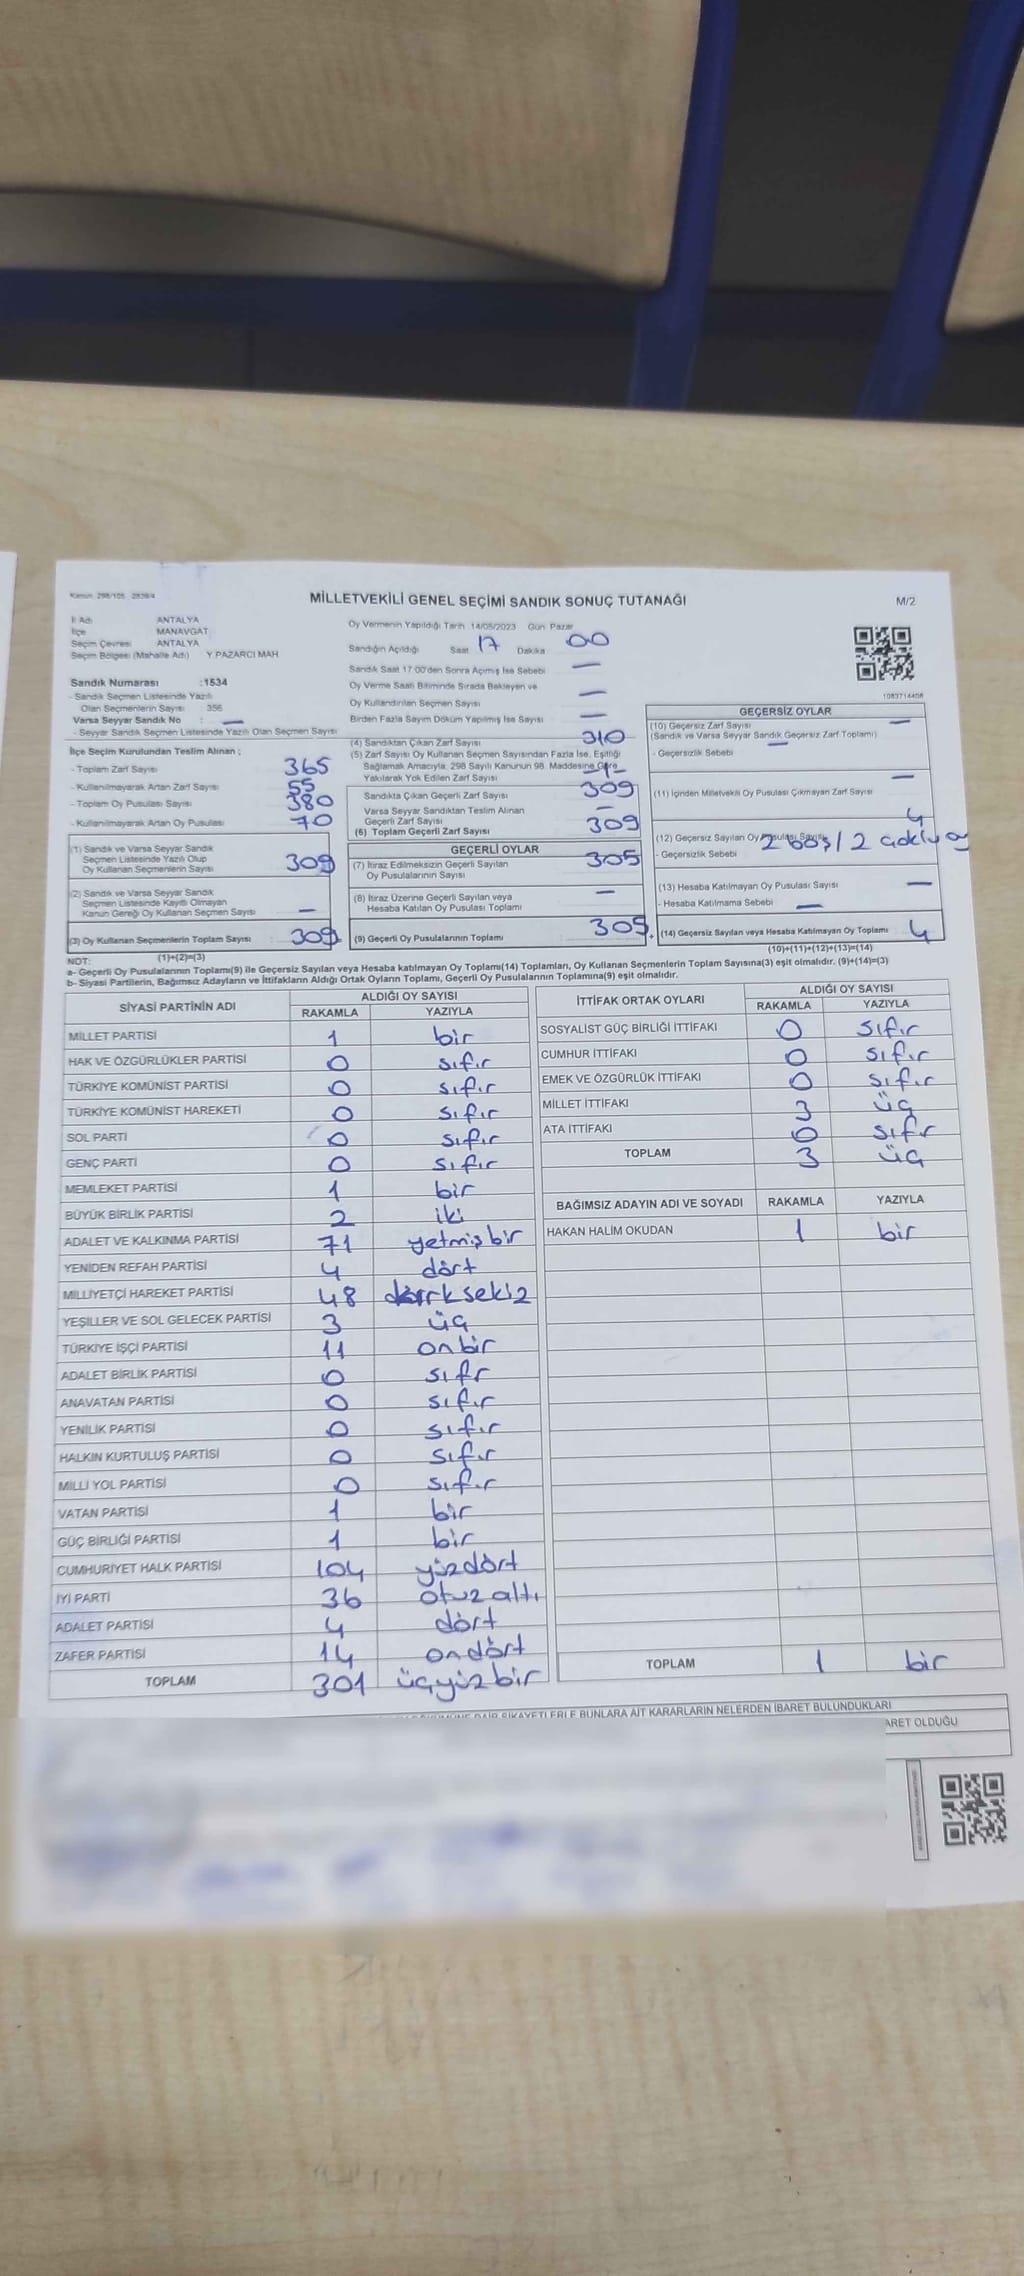 Kanun: 298/105 2839/4
MİLLETVEKİLİ GENEL SEÇİMİ SANDIK SONUÇ TUTANAĞI
M/2
İl Adı ANTALYA
İlçe MANAVGAT
Seçim Çevresi ANTALYA
Seçim Bölgesi (Mahalle Adı) Y.PAZARCI MAH
Sandık Numarası :1534
- Sandık Seçmen Listesinde Yazılı
Olan Seçmenlerin Sayısı 356
Varsa Seyyar Sandık No : —
- Seyyar Sandık Seçmen Listesinde Yazılı Olan Seçmen Sayısı
Oy Vermenin Yapıldığı Tarih 14/05/2023 Gün Pazar
Sandığın Açıldığı Saat 17 Dakika 00
Sandık Saat 17:00'den Sonra Açımış İse Sebebi —
Oy Verme Saati Bitiminde Sırada Bekleyen ve
Oy Kullandırılan Seçmen Sayısı —
Birden Fazla Sayım Döküm Yapılmış İse Sayısı —
1083714408
İlçe Seçim Kurulundan Teslim Alınan ;
- Toplam Zarf Sayısı 365
- Kullanılmayarak Artan Zarf Sayısı 55
- Toplam Oy Pusulası Sayısı 380
- Kullanılmayarak Artan Oy Pusulası 70
(1) Sandık ve Varsa Seyyar Sandık
Seçmen Listesinde Yazılı Olup
Oy Kullanan Seçmenlerin Sayısı 309
(2) Sandık ve Varsa Seyyar Sandık
Seçmen Listesinde Kayıtlı Olmayan
Kanun Gereği Oy Kullanan Seçmen Sayısı —
(3) Oy Kullanan Seçmenlerin Toplam Sayısı 309
(1)+(2)=(3)
(4) Sandıktan Çıkan Zarf Sayısı 310
(5) Zarf Sayısı Oy Kullanan Seçmen Sayısından Fazla İse, Eşitliği
Sağlamak Amacıyla, 298 Sayılı Kanunun 98. Maddesine Göre
Yakılarak Yok Edilen Zarf Sayısı -1-
Sandıkta Çıkan Geçerli Zarf Sayısı 309
Varsa Seyyar Sandıktan Teslim Alınan
Geçerli Zarf Sayısı —
(6) Toplam Geçerli Zarf Sayısı 309
GEÇERLİ OYLAR
(7) İtiraz Edilmeksizin Geçerli Sayılan
Oy Pusulalarının Sayısı 305
(8) İtiraz Üzerine Geçerli Sayılan veya
Hesaba Katılan Oy Pusulası Toplamı —
(9) Geçerli Oy Pusulalarının Toplamı 305.
GEÇERSİZ OYLAR
(10) Geçersiz Zarf Sayısı —
(Sandık ve Varsa Seyyar Sandık Geçersiz Zarf Toplamı)
- Geçersizlik Sebebi —
(11) İçinden Milletvekili Oy Pusulası Çıkmayan Zarf Sayısı —
(12) Geçersiz Sayılan Oy Pusulası Sayısı 4
- Geçersizlik Sebebi 2 boş / 2 çoklu oy
(13) Hesaba Katılmayan Oy Pusulası Sayısı —
- Hesaba Katılmama Sebebi —
(14) Geçersiz Sayılan veya Hesaba Katılmayan Oy Toplamı 4
(10)+(11)+(12)+(13)=(14)
NOT:
a- Geçerli Oy Pusulalarının Toplamı(9) ile Geçersiz Sayılan veya Hesaba katılmayan Oy Toplamı(14) Toplamları, Oy Kullanan Seçmenlerin Toplam Sayısına(3) eşit olmalıdır. (9)+(14)=(3)
b- Siyasi Partilerin, Bağımsız Adayların ve İttifakların Aldığı Ortak Oyların Toplamı, Geçerli Oy Pusulalarının Toplamına(9) eşit olmalıdır.
SİYASİ PARTİNİN ADI ALDIĞI OY SAYISI
RAKAMLA YAZIYLA
MİLLET PARTİSİ 1 bir
HAK VE ÖZGÜRLÜKLER PARTİSİ 0 sıfır
TÜRKİYE KOMÜNİST PARTİSİ 0 sıfır
TÜRKİYE KOMÜNİST HAREKETİ 0 sıfır
SOL PARTİ 0 sıfır
GENÇ PARTİ 0 sıfır
MEMLEKET PARTİSİ 1 bir
BÜYÜK BİRLİK PARTİSİ 2 iki
ADALET VE KALKINMA PARTİSİ 71 yetmiş bir
YENİDEN REFAH PARTİSİ 4 dört
MİLLİYETÇİ HAREKET PARTİSİ 48 kırk sekiz
YEŞİLLER VE SOL GELECEK PARTİSİ 3 üç
TÜRKİYE İŞÇİ PARTİSİ 11 on bir
ADALET BİRLİK PARTİSİ 0 sıfr
ANAVATAN PARTİSİ 0 sıfır
YENİLİK PARTİSİ 0 sıfır
HALKIN KURTULUŞ PARTİSİ 0 sıfır
MİLLİ YOL PARTİSİ 0 sıfır
VATAN PARTİSİ 1 bir
GÜÇ BİRLİĞİ PARTİSİ 1 bir
CUMHURİYET HALK PARTİSİ 104 yüzdört
İYİ PARTİ 36 otuz altı
ADALET PARTİSİ 4 dört
ZAFER PARTİSİ 14 on dört
TOPLAM 301 üçyüz bir
İTTİFAK ORTAK OYLARI ALDIĞI OY SAYISI
RAKAMLA YAZIYLA
SOSYALİST GÜÇ BİRLİĞİ İTTİFAKI 0 sıfır
CUMHUR İTTİFAKI 0 sıfır
EMEK VE ÖZGÜRLÜK İTTİFAKI 0 sıfır
MİLLET İTTİFAKI 3 üç
ATA İTTİFAKI 0 sıfr
TOPLAM 3 üç
BAĞIMSIZ ADAYIN ADI VE SOYADI RAKAMLA YAZIYLA
HAKAN HALİM OKUDAN 1 bir
TOPLAM 1 bir
DAİR ŞİKAYETLERLE BUNLARA AİT KARARLARIN NELERDEN İBARET BULUNDUKLARI
ARET OLDUĞU